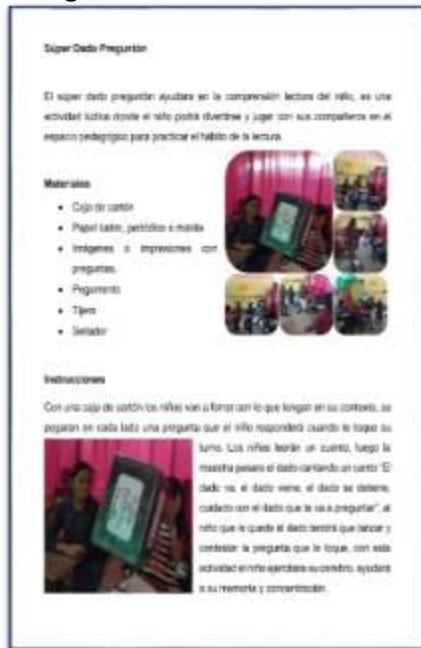 Súper Dado Preguntón
El súper dado preguntón ayudara en la comprensión lectora del niño, es una
actividad lúdica donde el niño podrá divertirse y jugar con sus compañeros en el
espacio pedagógico para practicar el hábito de la lectura.
Materiales
Caja de cartón
Papel lustre, periódico o manila
Imágenes o impresiones con
preguntas.
Pegamento
Tijera
Sellador
Instrucciones
Con una caja de cartón los niños van a forrar con lo que tengan en su contexto, se
pegaran en cada lado una pregunta que el niño responderá cuando le toque su
turno. Los niños leerán un cuento, luego la
maestra pasara el dado cantando un canto "El
dado va, el dado viene, el dado se detiene,
cuidado con el dado que te va a preguntar", al
niño que le quede el dado tendrá que lanzar y
contestar la pregunta que le toque, con esta
actividad el niño ejercitara su cerebro, ayudará
a su memoria y concentración.